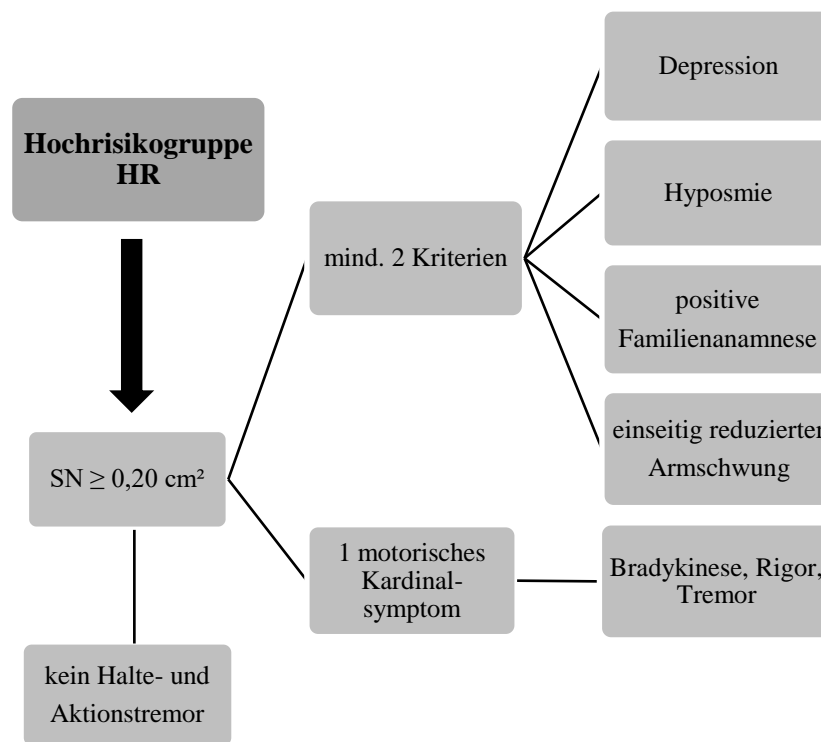 Hochrisikogruppe
HR
SN ≥ 0,20 cm²
kein Halte- und
Aktionstremor
mind. 2 Kriterien
1 motorisches
Kardinal-
symptom
Depression
Hyposmie
positive
Familienanamnese
einseitig reduzierter
Armschwung
Bradykinese, Rigor,
Tremor